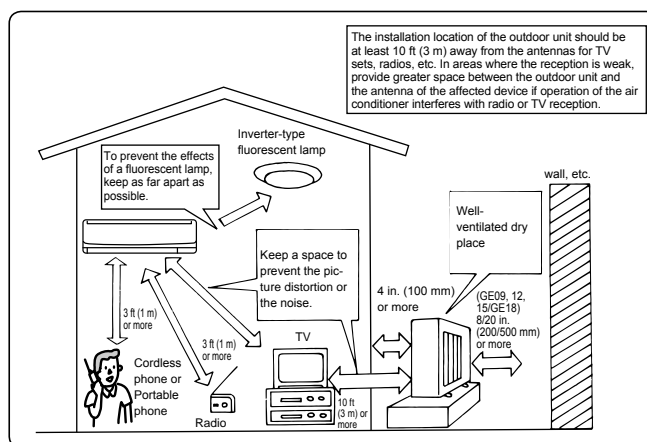 The installation location of the outdoor unit should be
at least 10 ft (3 m) away from the antennas for TV
sets, radios, etc. In areas where the reception is weak,
provide greater space between the outdoor unit and
the antenna of the affected device if operation of the air
conditioner interferes with radio or TV reception.
Inverter-type
fluorescent lamp
To prevent the effects
of a fluorescent lamp,
keep as far apart as
possible.
wall, etc.
Well-
ventilated dry
place
Keep a space to
prevent the pic-
ture distortion or
the noise.
4 in. (100 mm)
or more
(GE09, 12,
15/GE18)
8/20 in.
(200/500 mm)
or more
3 ft (1 m)
or more
3 ft (1 m)
or more
TV
Cordless
phone or
Portable
phone
Radio
10 ft
(3 m) or
more